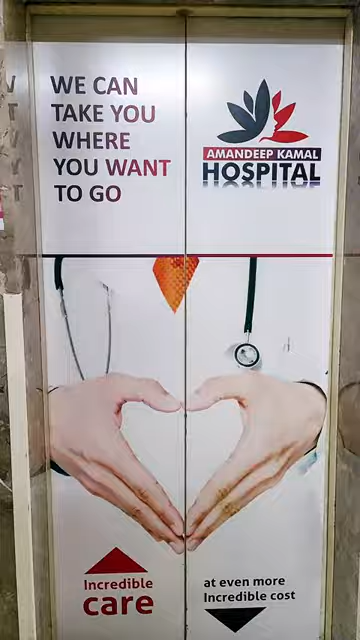 WE CAN
TAKE YOU
WHERE
YOU WANT
TO GO
AMANDEEP KAMAL
HOSPITAL
Incredible
care
at even more
Incredible cost